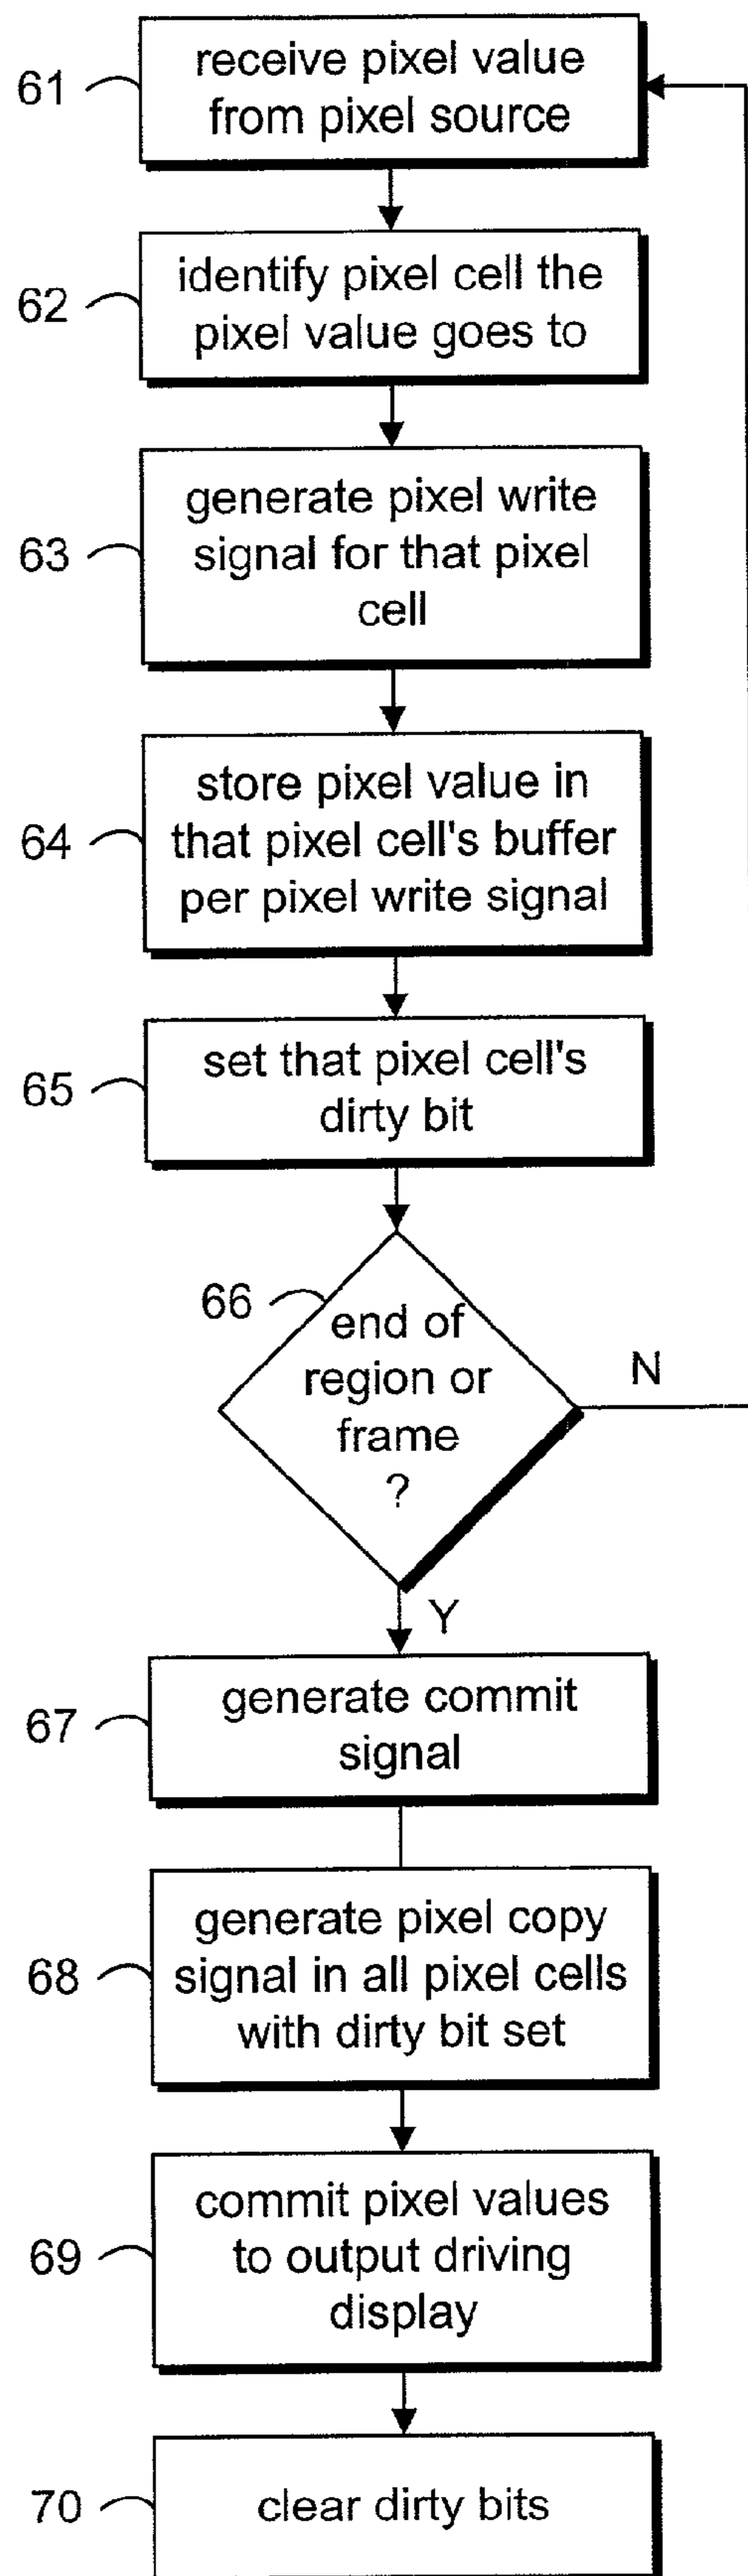 61
receive pixel value
from pixel source
62
identify pixel cell the
pixel value goes to
63
generate pixel write
signal for that pixel
cell
64
store pixel value in
that pixel cell's buffer
per pixel write signal
65
set that pixel cell's
dirty bit
66
end of
region or
frame
?
N
Y
67
generate commit
signal
68
generate pixel copy
signal in all pixel cells
with dirty bit set
69
commit pixel values
to output driving
display
70
clear dirty bits